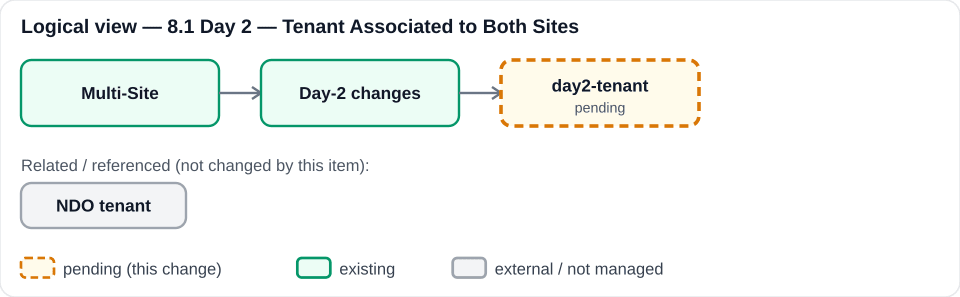 Logical view — 8.1 Day 2 — Tenant Associated to Both Sites
Multi-Site
Day-2 changes
day2-tenant
pending
Related / referenced (not changed by this item):
NDO tenant
pending (this change)
existing
external / not managed